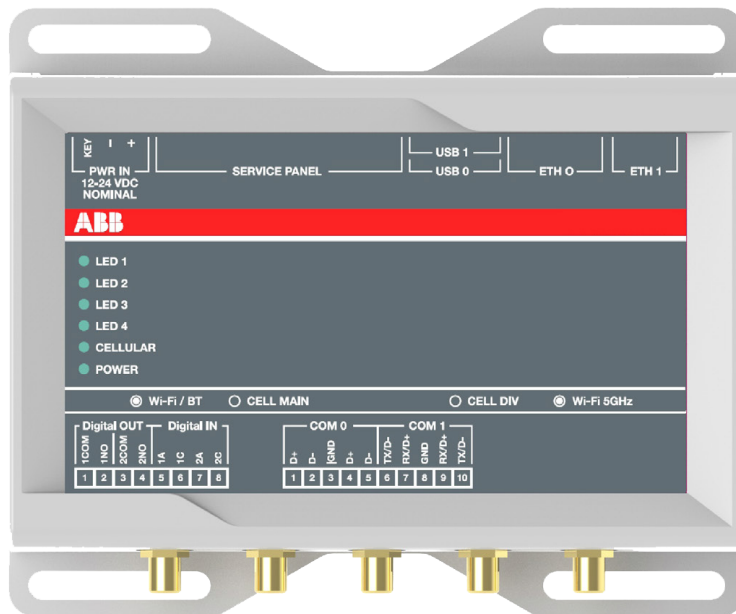 KEY − +
PWR IN
12-24 VDC
NOMINAL
SERVICE PANEL
USB 1
USB 0
ETH O
ETH 1
ABB
LED 1
LED 2
LED 3
LED 4
CELLULAR
POWER
Wi-Fi / BT
CELL MAIN
CELL DIV
Wi-Fi 5GHz
Digital OUT
Digital IN
1COM 1NO 2COM 2NO 1A 1C 2A 2C
1 2 3 4 5 6 7 8
COM 0
COM 1
D+ D- GND D+ D- TX/D- RX/D+ GND RX/D+ TX/D-
1 2 3 4 5 6 7 8 9 10